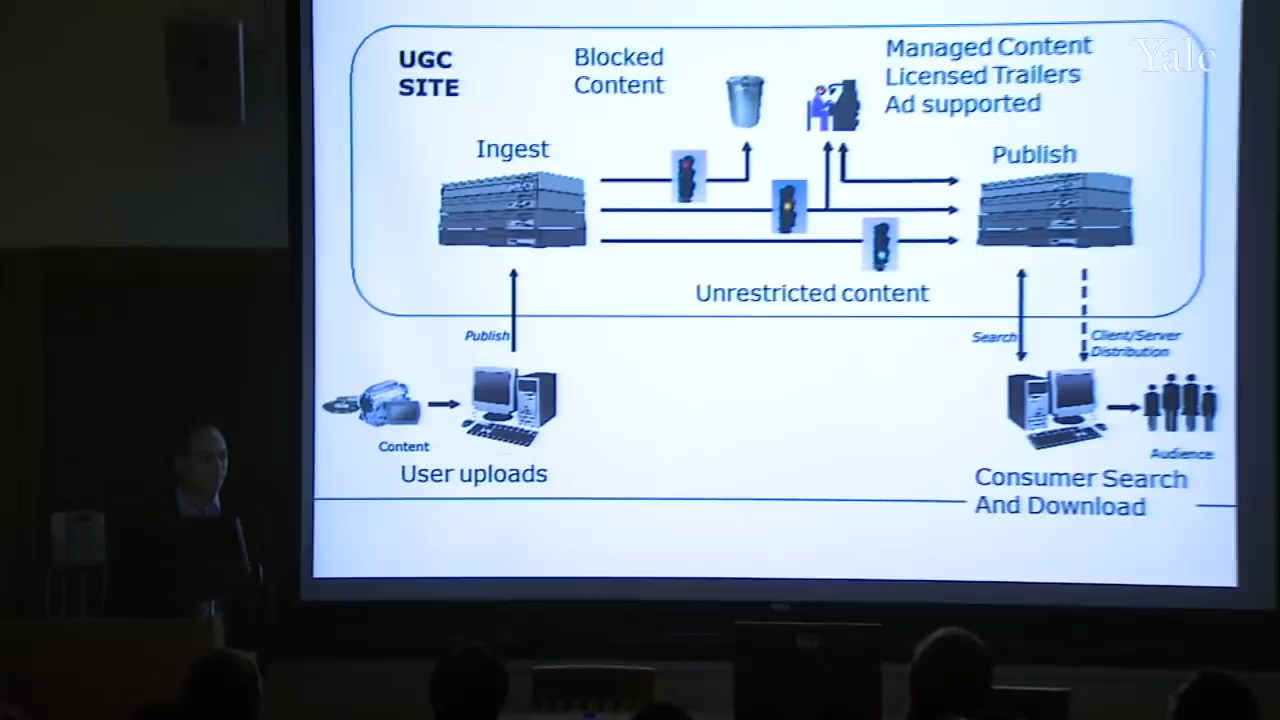 UGC
SITE
Blocked
Content
Managed Content
Licensed Trailers
Ad supported
Yale
Ingest
Publish
Unrestricted content
Publish
Search
Client/Server
Distribution
Content
User uploads
Audience
Consumer Search
And Download